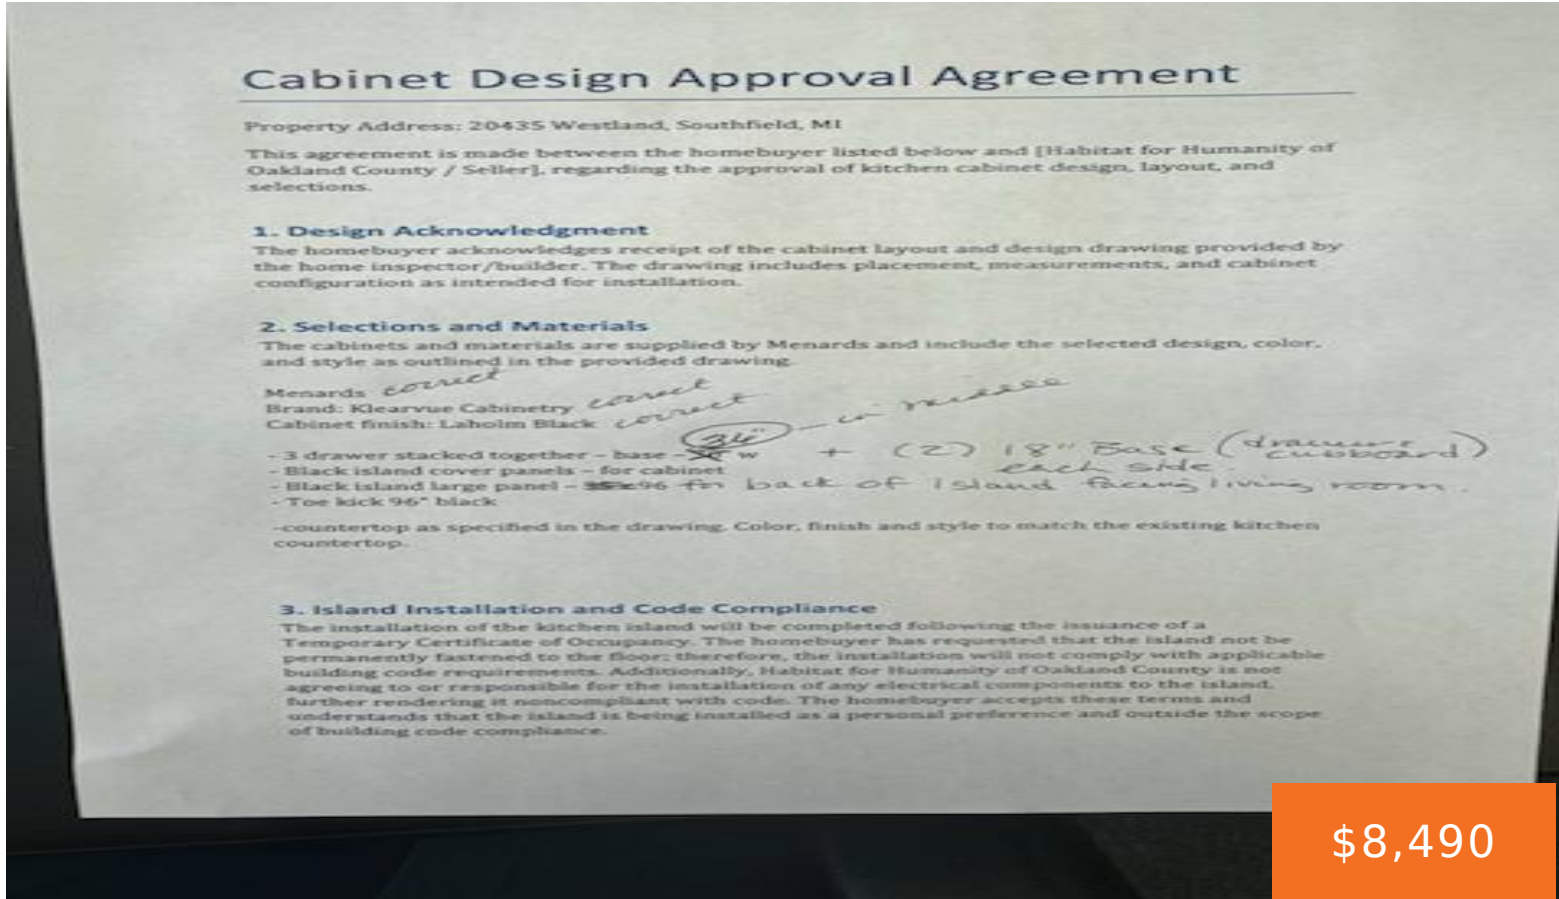 Cabinet Design Approval Agreement
Property Address: 20435 Westland, Southfield, MI
This agreement is made between the homebuyer listed below and [Habitat for Humanity of
Oakland County / Seller], regarding the approval of kitchen cabinet design, layout, and
selections.
1. Design Acknowledgment
The homebuyer acknowledges receipt of the cabinet layout and design drawing provided by
the home inspector/builder. The drawing includes placement, measurements, and cabinet
configuration as intended for installation.
2. Selections and Materials
The cabinets and materials are supplied by Menards and include the selected design, color,
and style as outlined in the provided drawing.
Menards correct
Brand: Klearvue Cabinetry correct
Cabinet finish: Laholm Black correct
- 3 drawer stacked together – base – w 36" – in middle + (2) 18" Base (drawers cupboard)
each side.
- Black island cover panels – for cabinet
- Black island large panel – 96 for back of island facing living room.
- Toe kick 96" black
-countertop as specified in the drawing. Color, finish and style to match the existing kitchen
countertop.
3. Island Installation and Code Compliance
The installation of the kitchen island will be completed following the issuance of a
Temporary Certificate of Occupancy. The homebuyer has requested that the island not be
permanently fastened to the floor; therefore, the installation will not comply with applicable
building code requirements. Additionally, Habitat for Humanity of Oakland County is not
agreeing to or responsible for the installation of any electrical components to the island,
further rendering it noncompliant with code. The homebuyer accepts these terms and
understands that the island is being installed as a personal preference and outside the scope
of building code compliance.
$8,490